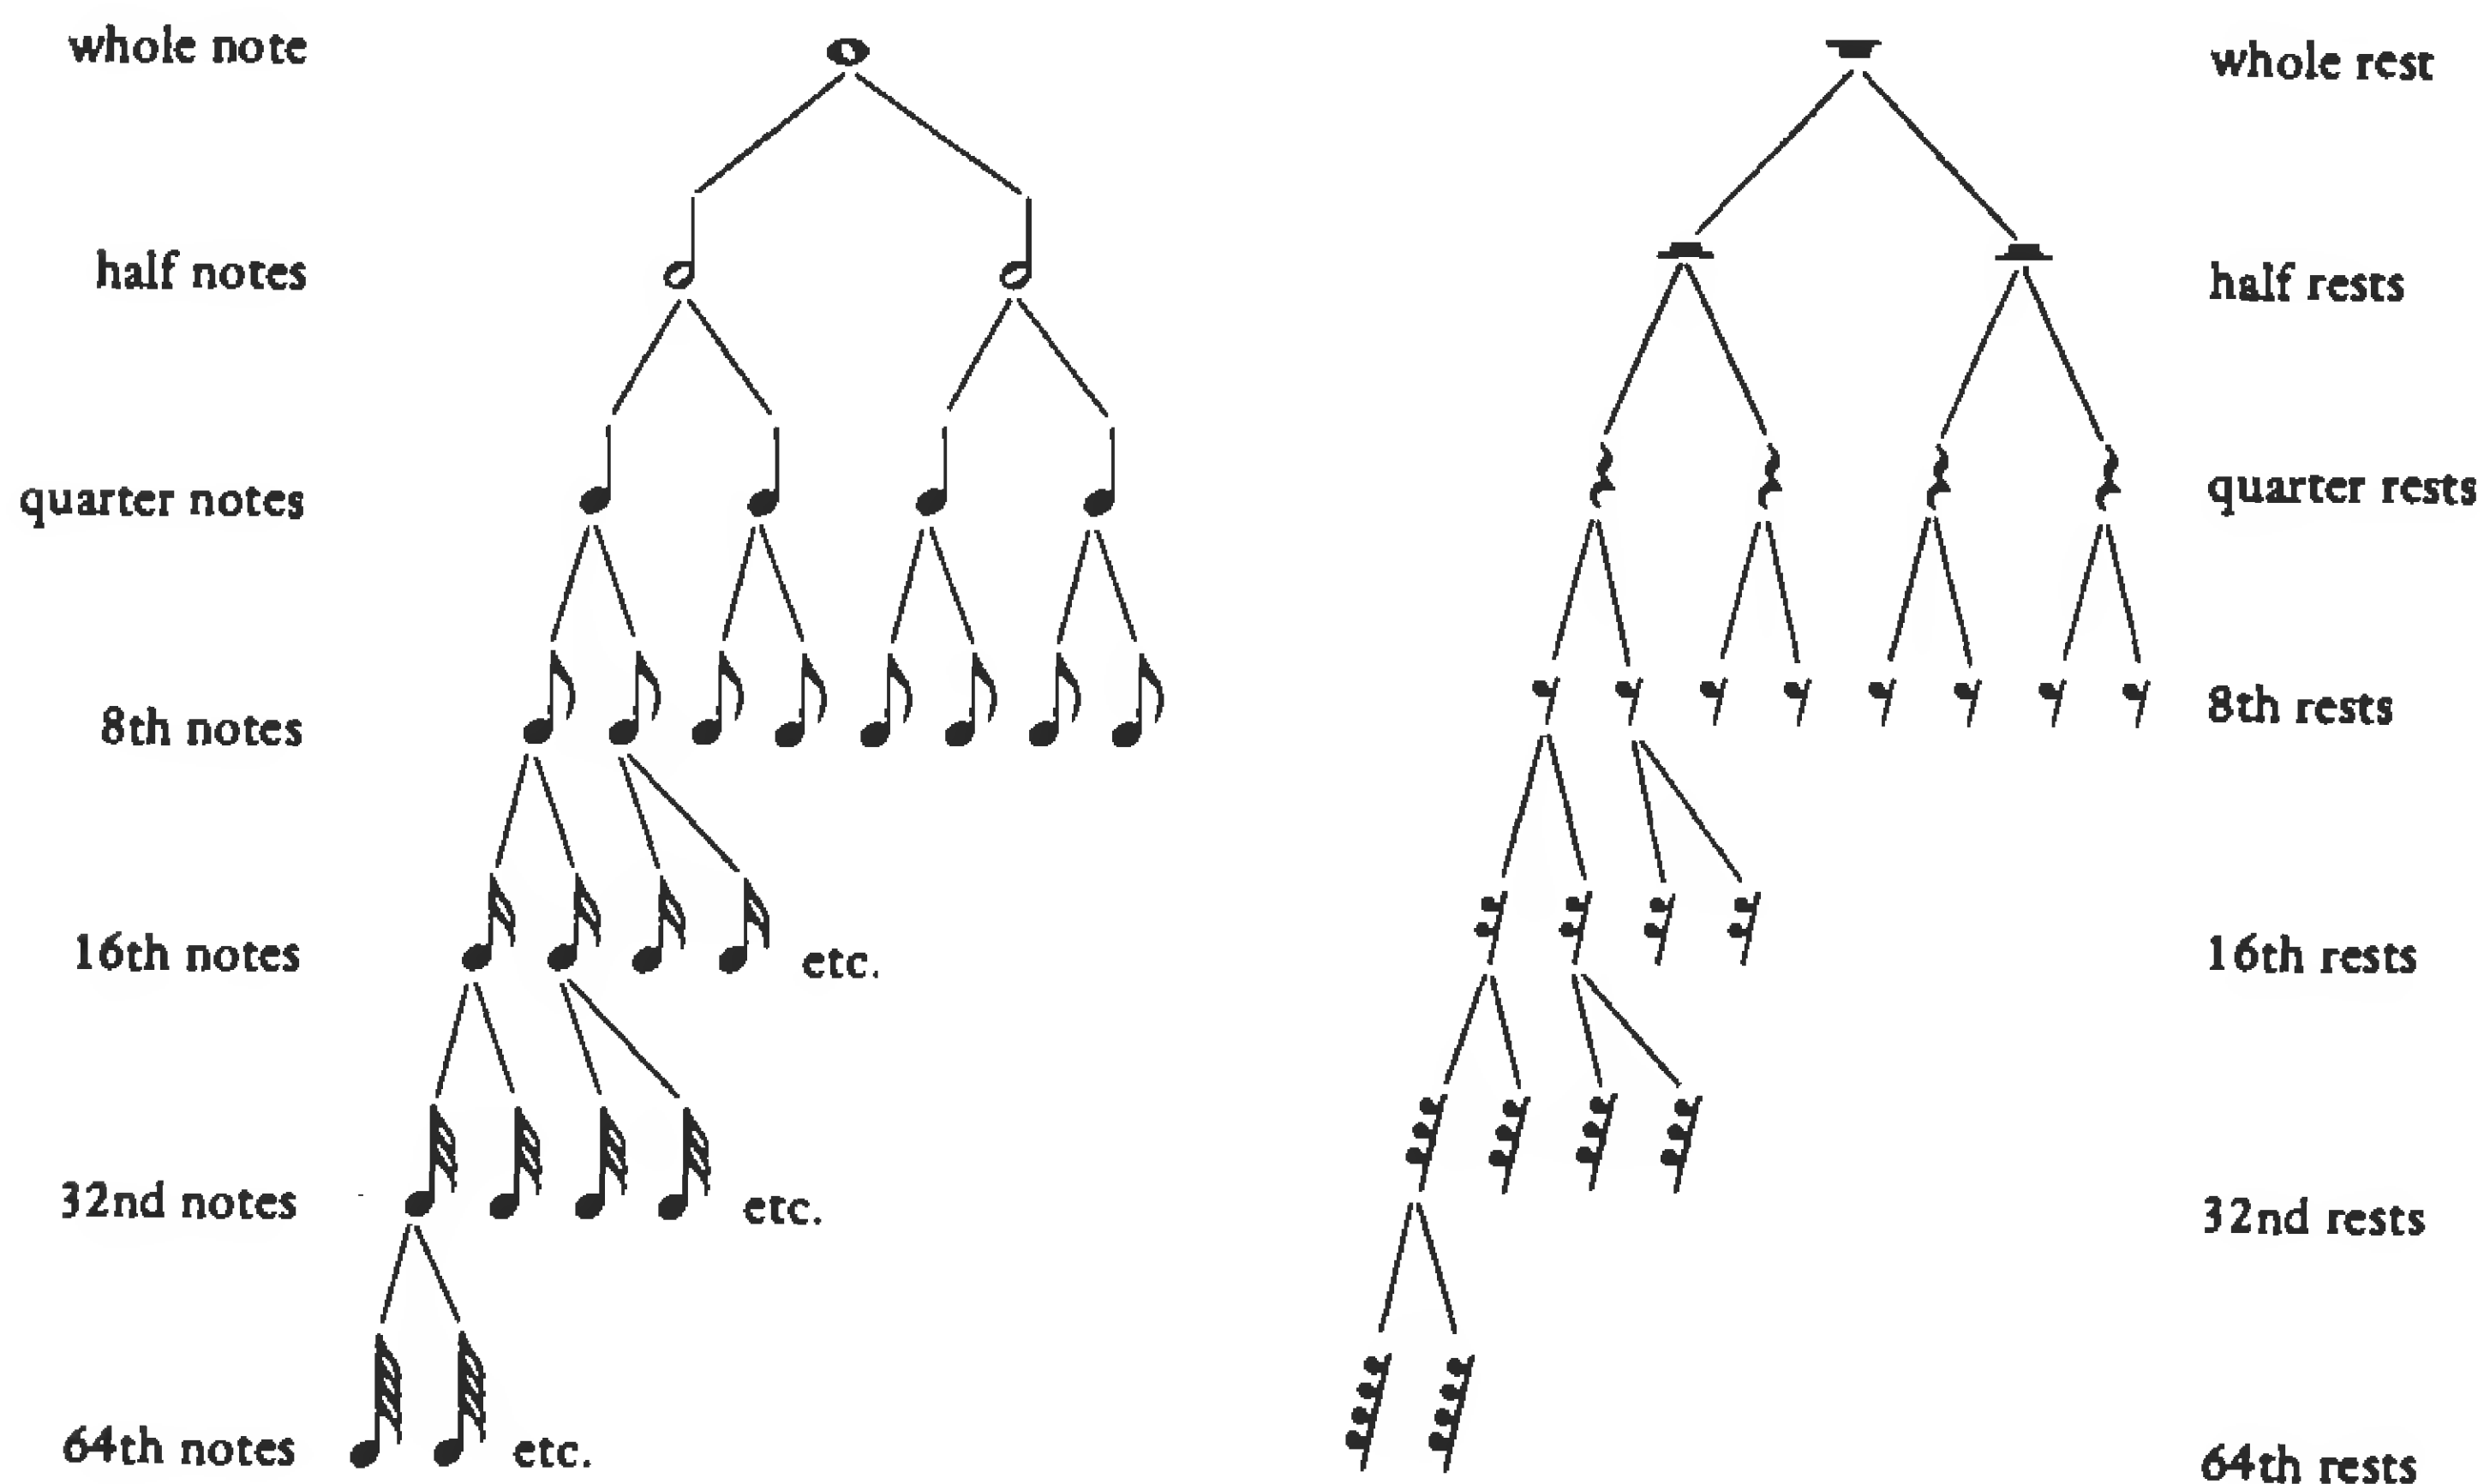 whole note
whole rest
half notes
half rests
quarter notes
quarter rests
8th notes
8th rests
16th notes
etc.
16th rests
32nd notes
etc.
32nd rests
64th notes
etc.
64th rests